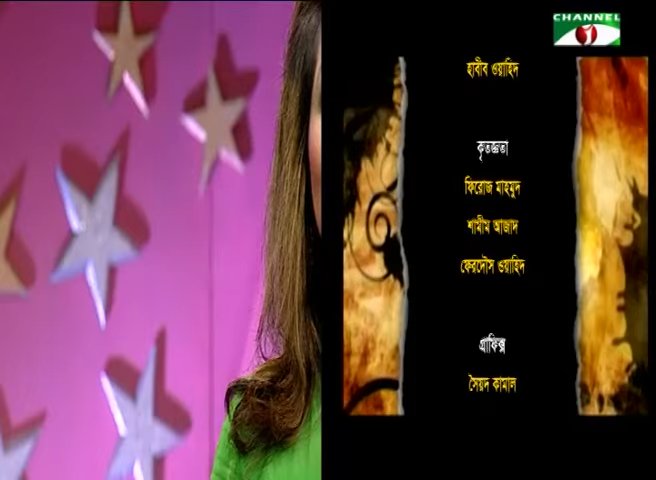 CHANNEL
i
হাবীব ওয়াহিদ
কৃতজ্ঞতা
ফিরোজ মাহমুদ
শামীম আজাদ
ফেরদৌস ওয়াহিদ
গ্রাফিক্স
সৈয়দ কামাল